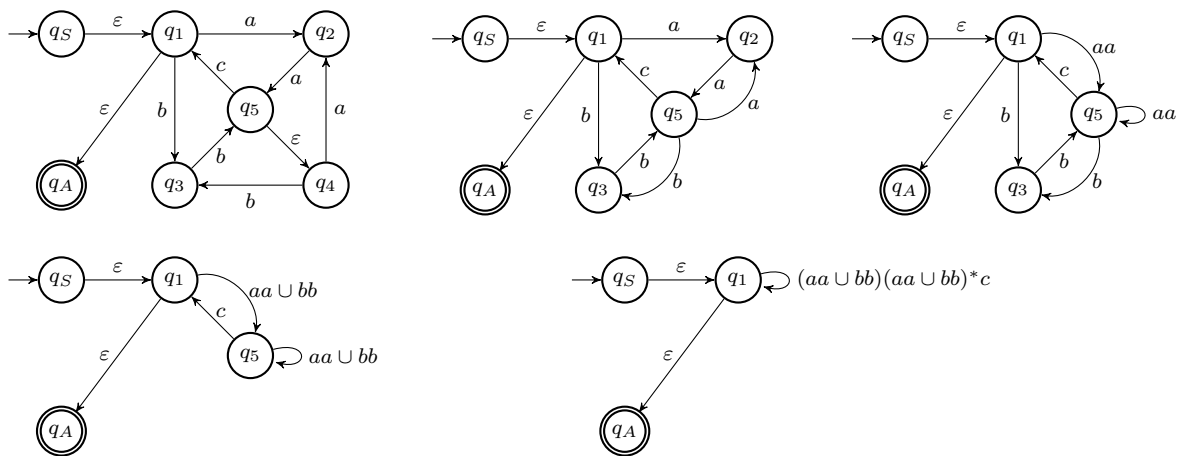 q_S ε q_1 a q_2
c a
ε b q_5 a
b ε
q_A q_3 b q_4
q_S ε q_1 a q_2
c a
ε b q_5 a
b b
q_A q_3
q_S ε q_1 aa
c
ε b q_5 aa
b b
q_A q_3
q_S ε q_1 aa ∪ bb
c
ε q_5 aa ∪ bb
q_A
q_S ε q_1 (aa ∪ bb)(aa ∪ bb)*c
ε
q_A